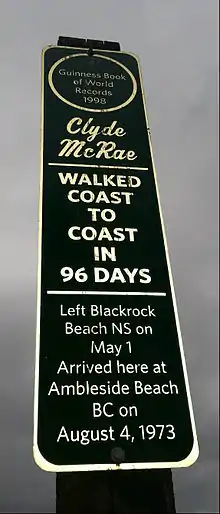 Guinness Book
of World
Records
1998
Clyde
McRae
WALKED
COAST
TO
COAST
IN
96 DAYS
Left Blackrock
Beach NS on
May 1
Arrived here at
Ambleside Beach
BC on
August 4, 1973